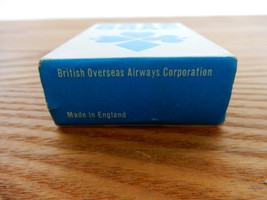 British Overseas Airways Corporation
Made in England